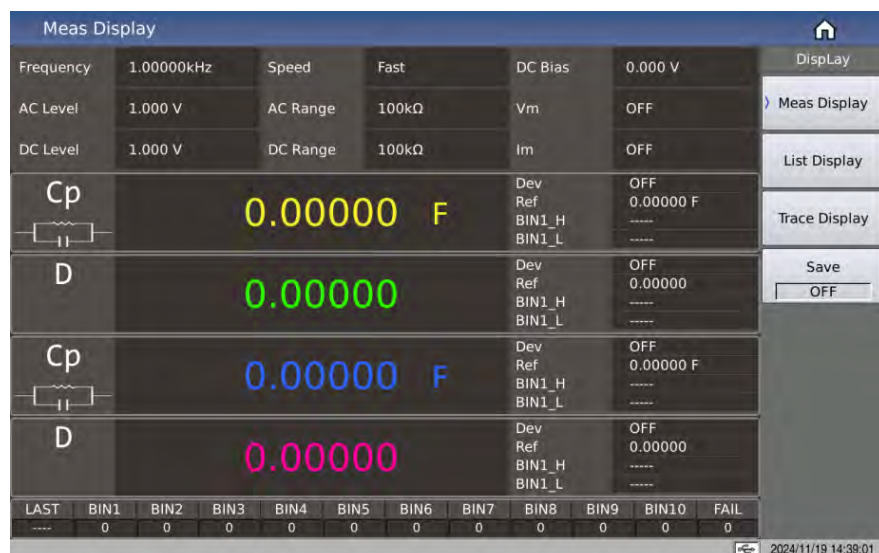 Meas Display
Frequency 1.00000kHz Speed Fast DC Bias 0.000 V
AC Level 1.000 V AC Range 100kΩ Vm OFF
DC Level 1.000 V DC Range 100kΩ Im OFF
Cp 0.00000 F
Dev OFF
Ref 0.00000 F
BIN1_H -----
BIN1_L -----
D 0.00000
Dev OFF
Ref 0.00000
BIN1_H -----
BIN1_L -----
Cp 0.00000 F
Dev OFF
Ref 0.00000 F
BIN1_H -----
BIN1_L -----
D 0.00000
Dev OFF
Ref 0.00000
BIN1_H -----
BIN1_L -----
LAST BIN1 BIN2 BIN3 BIN4 BIN5 BIN6 BIN7 BIN8 BIN9 BIN10 FAIL
---- 0 0 0 0 0 0 0 0 0 0 0
DispLay
Meas Display
List Display
Trace Display
Save
OFF
2024/11/19 14:39:01